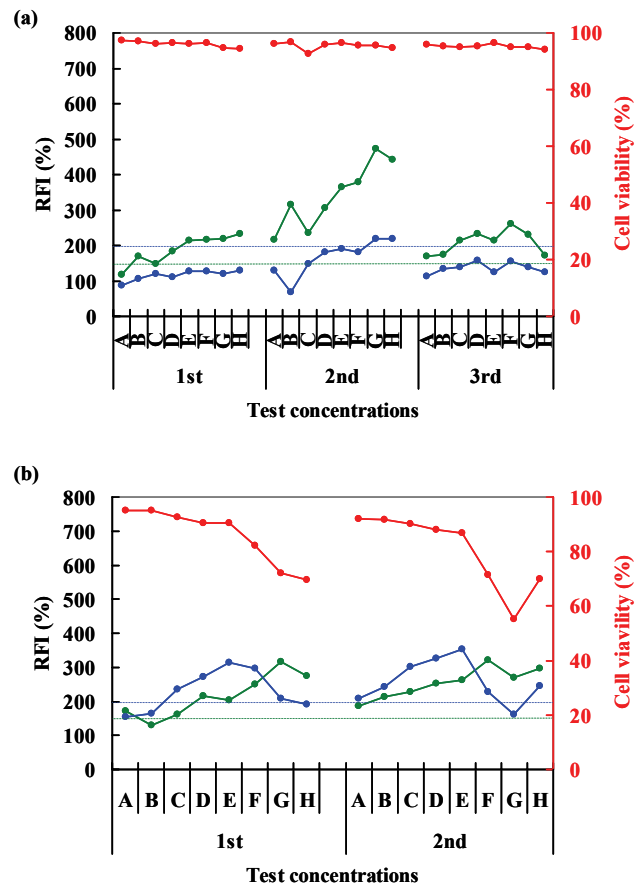 (a)
800
700
600
500
400
300
200
100
0
RFI (%)
100
80
60
40
20
0
Cell viability (%)
A B C D E F G H A B C D E F G H A B C D E F G H
1st 2nd 3rd
Test concentrations
(b)
800
700
600
500
400
300
200
100
0
RFI (%)
100
80
60
40
20
0
Cell viavility (%)
A B C D E F G H A B C D E F G H
1st 2nd
Test concentrations